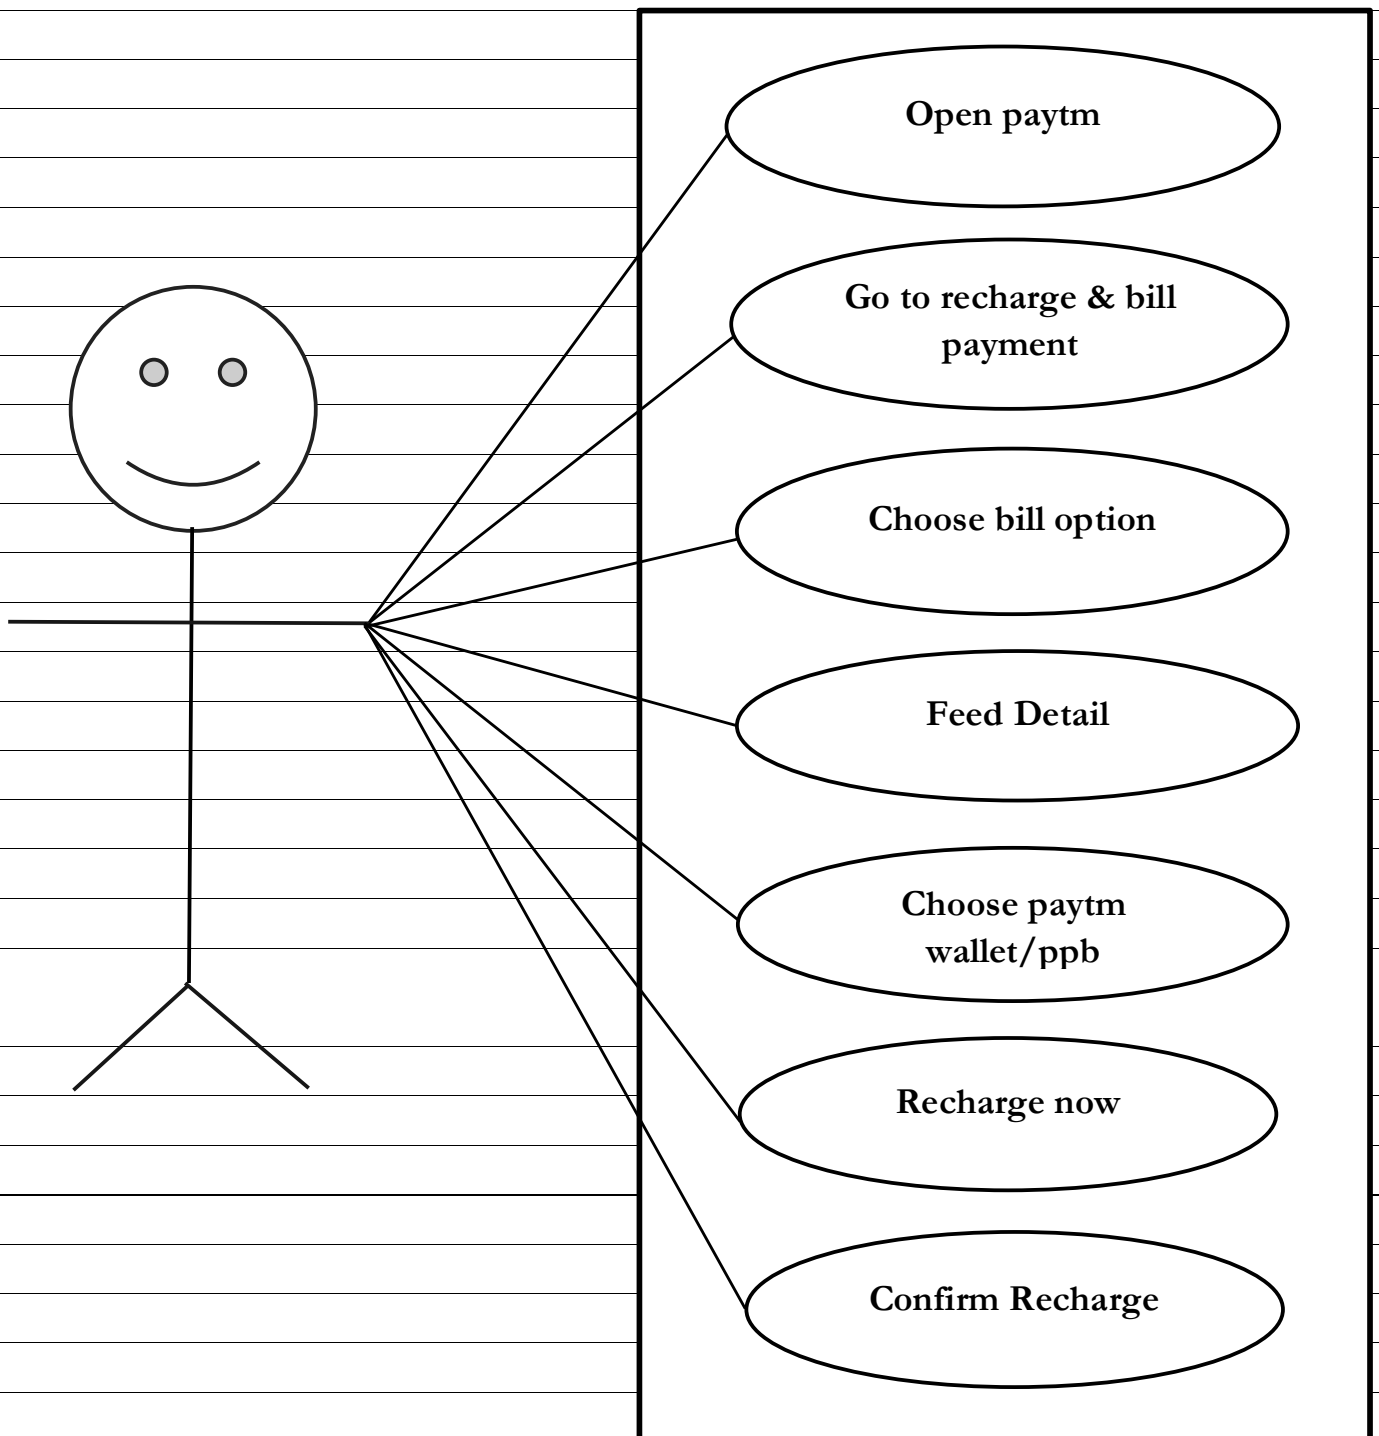 Open paytm
Go to recharge & bill
payment
Choose bill option
Feed Detail
Choose paytm
wallet/ppb
Recharge now
Confirm Recharge